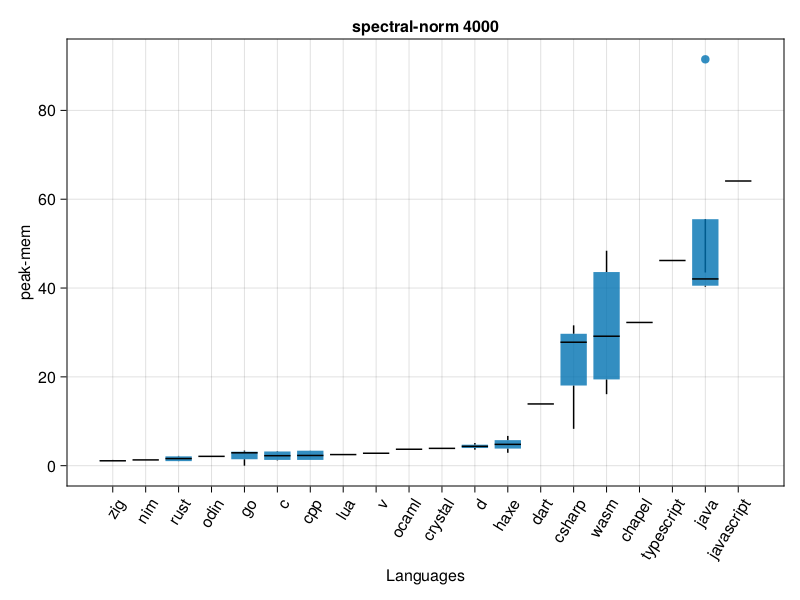 spectral-norm 4000
peak-mem
80
60
40
20
0
zig
nim
rust
odin
go
c
cpp
lua
v
ocaml
crystal
d
haxe
dart
csharp
wasm
chapel
typescript
java
javascript
Languages